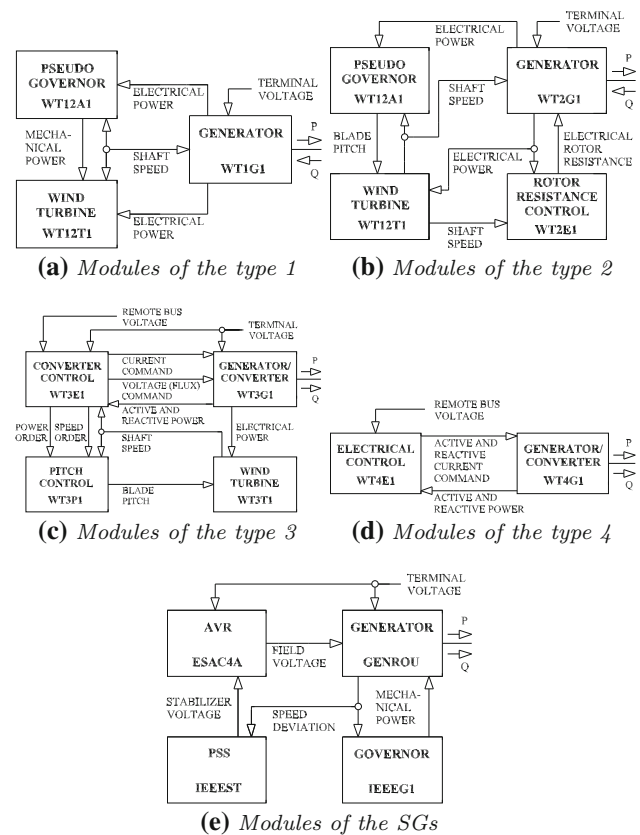 PSEUDO
GOVERNOR
WT12A1
ELECTRICAL
POWER
TERMINAL
VOLTAGE
MECHA-
NICAL
POWER
SHAFT
SPEED
GENERATOR
WT1G1
P
Q
WIND
TURBINE
WT12T1
ELECTRICAL
POWER
(a) Modules of the type 1
ELECTRICAL
POWER
TERMINAL
VOLTAGE
PSEUDO
GOVERNOR
WT12A1
GENERATOR
WT2G1
P
Q
SHAFT
SPEED
BLADE
PITCH
ELECTRICAL
POWER
ELECTRICAL
ROTOR
RESISTANCE
WIND
TURBINE
WT12T1
ROTOR
RESISTANCE
CONTROL
WT2E1
SHAFT
SPEED
(b) Modules of the type 2
REMOTE BUS
VOLTAGE
TERMINAL
VOLTAGE
CONVERTER
CONTROL
WT3E1
CURRENT
COMMAND
VOLTAGE (FLUX)
COMMAND
ACTIVE AND
REACTIVE POWER
GENERATOR/
CONVERTER
WT3G1
P
Q
POWER
ORDER
SPEED
ORDER
SHAFT
SPEED
ELECTRICAL
POWER
PITCH
CONTROL
WT3P1
BLADE
PITCH
WIND
TURBINE
WT3T1
(c) Modules of the type 3
REMOTE BUS
VOLTAGE
ELECTRICAL
CONTROL
WT4E1
ACTIVE AND
REACTIVE
CURRENT
COMMAND
ACTIVE AND
REACTIVE POWER
GENERATOR/
CONVERTER
WT4G1
P
Q
(d) Modules of the type 4
TERMINAL
VOLTAGE
AVR
ESAC4A
FIELD
VOLTAGE
GENERATOR
GENROU
P
Q
STABILIZER
VOLTAGE
SPEED
DEVIATION
MECHA-
NICAL
POWER
PSS
IEEEST
GOVERNOR
IEEEG1
(e) Modules of the SGs